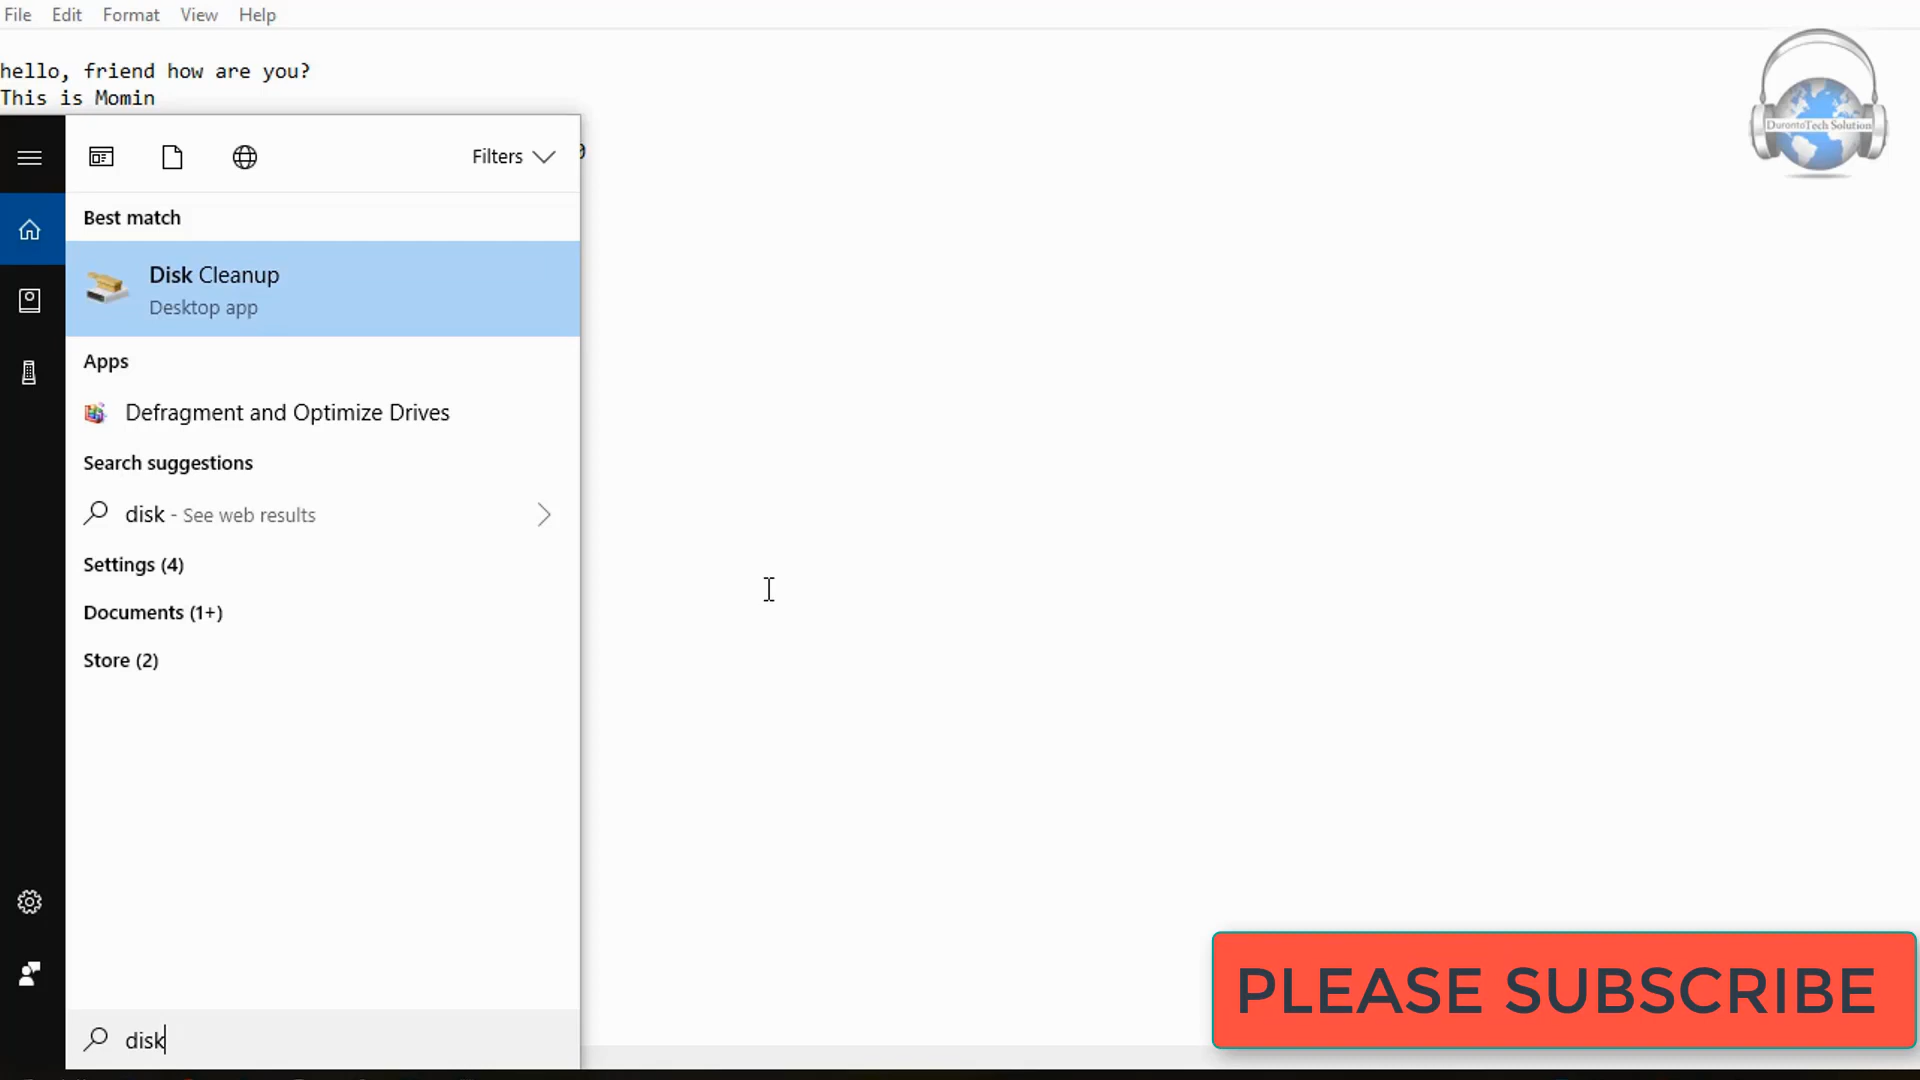 File Edit Format View Help
hello, friend how are you?
This is Momin
DurontoTech Solution
Filters
Best match
Disk Cleanup
Desktop app
Apps
Defragment and Optimize Drives
Search suggestions
disk - See web results
Settings (4)
Documents (1+)
Store (2)
PLEASE SUBSCRIBE
disk